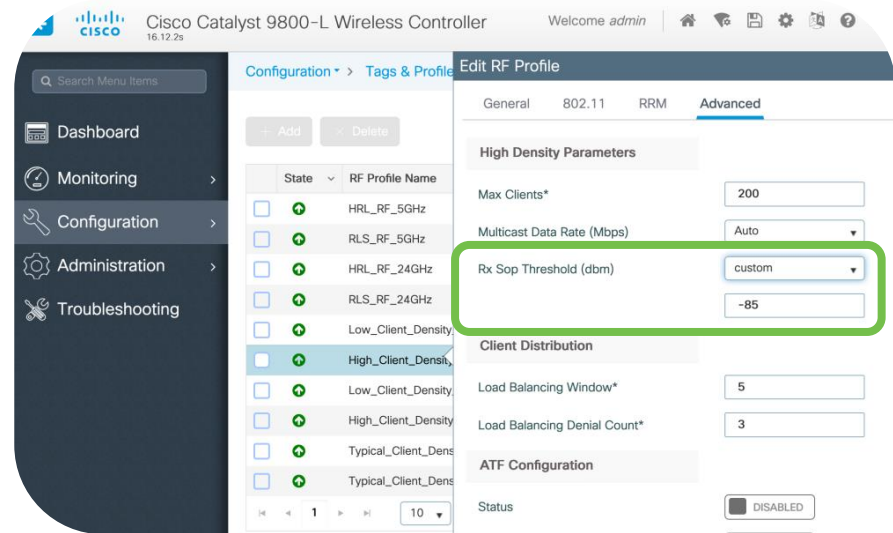 CISCO
Cisco Catalyst 9800-L Wireless Controller
16.12.2s
Welcome admin
Search Menu Items
Dashboard
Monitoring
Configuration
Administration
Troubleshooting
Configuration > Tags & Profile
+ Add
× Delete
State
RF Profile Name
HRL_RF_5GHz
RLS_RF_5GHz
HRL_RF_24GHz
RLS_RF_24GHz
Low_Client_Density
High_Client_Density
Low_Client_Density
High_Client_Density
Typical_Client_Dens
Typical_Client_Dens
1
10
Edit RF Profile
General
802.11
RRM
Advanced
High Density Parameters
Max Clients*
200
Multicast Data Rate (Mbps)
Auto
Rx Sop Threshold (dbm)
custom
-85
Client Distribution
Load Balancing Window*
5
Load Balancing Denial Count*
3
ATF Configuration
Status
DISABLED